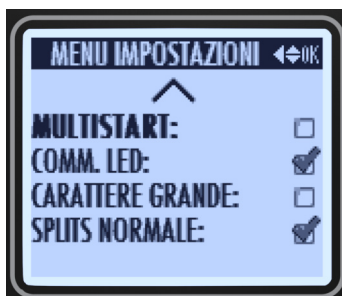 MENU IMPOSTAZIONI OK
MULTISTART:
COMM. LED:
CARATTERE GRANDE:
SPLITS NORMALE: